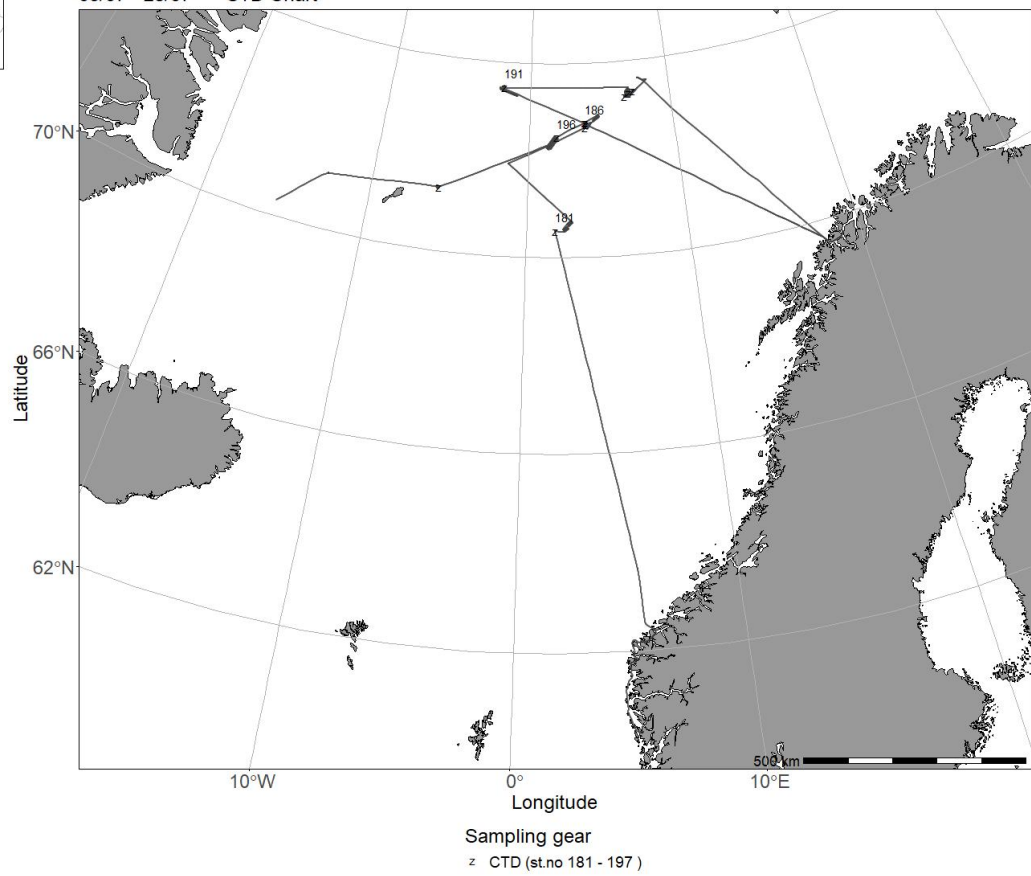 191
186
196
181
70°N
66°N
62°N
Latitude
500 km
10°W
0°
10°E
Longitude
Sampling gear
z CTD (st.no 181 - 197 )